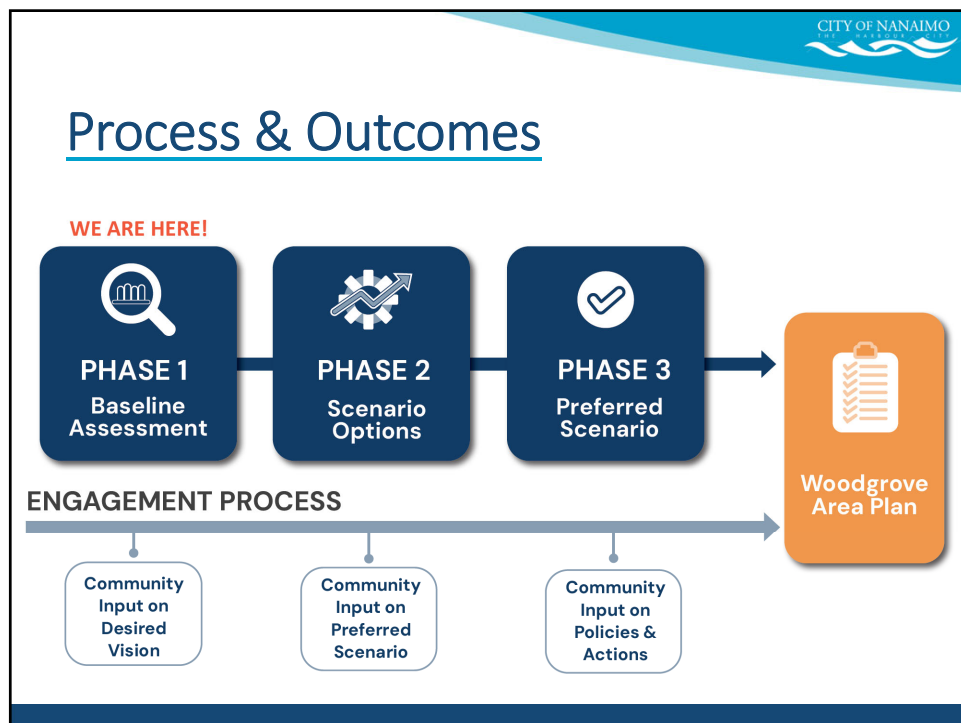 CITY OF NANAIMO
THE HARBOUR CITY
Process & Outcomes
WE ARE HERE!
PHASE 1
Baseline
Assessment
PHASE 2
Scenario
Options
PHASE 3
Preferred
Scenario
Woodgrove
Area Plan
ENGAGEMENT PROCESS
Community
Input on
Desired
Vision
Community
Input on
Preferred
Scenario
Community
Input on
Policies &
Actions